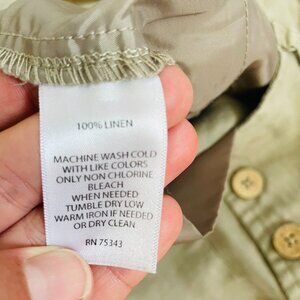 100% LINEN
MACHINE WASH COLD
WITH LIKE COLORS
ONLY NON CHLORINE
BLEACH
WHEN NEEDED
TUMBLE DRY LOW
WARM IRON IF NEEDED
OR DRY CLEAN
RN 75343